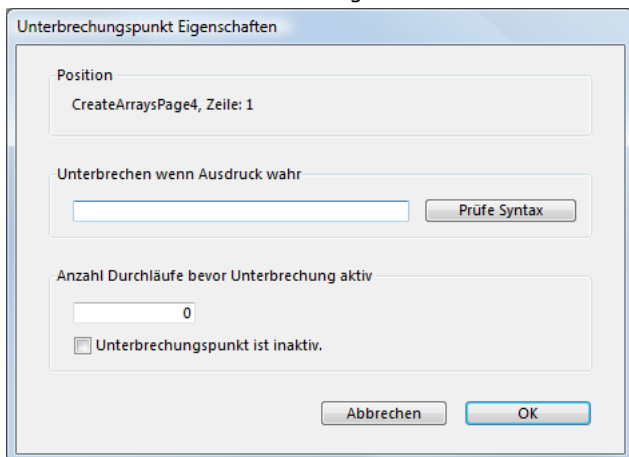 Unterbrechungspunkt Eigenschaften
Position
CreateArraysPage4, Zeile: 1
Unterbrechen wenn Ausdruck wahr
Prüfe Syntax
Anzahl Durchläufe bevor Unterbrechung aktiv
0
Unterbrechungspunkt ist inaktiv.
Abbrechen OK